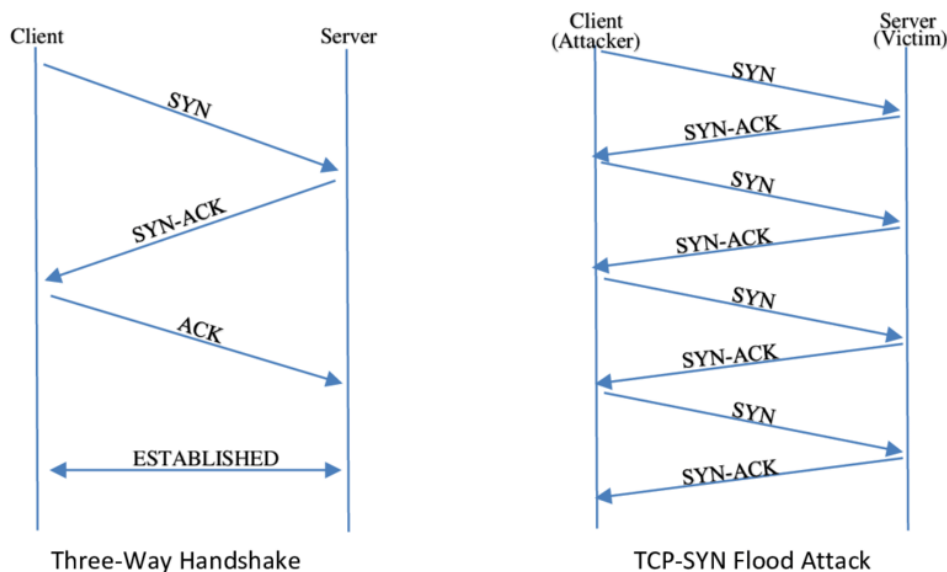 Client
Server
SYN
SYN-ACK
ACK
ESTABLISHED
Three-Way Handshake
Client
(Attacker)
Server
(Victim)
SYN
SYN-ACK
SYN
SYN-ACK
SYN
SYN-ACK
SYN
SYN-ACK
TCP-SYN Flood Attack